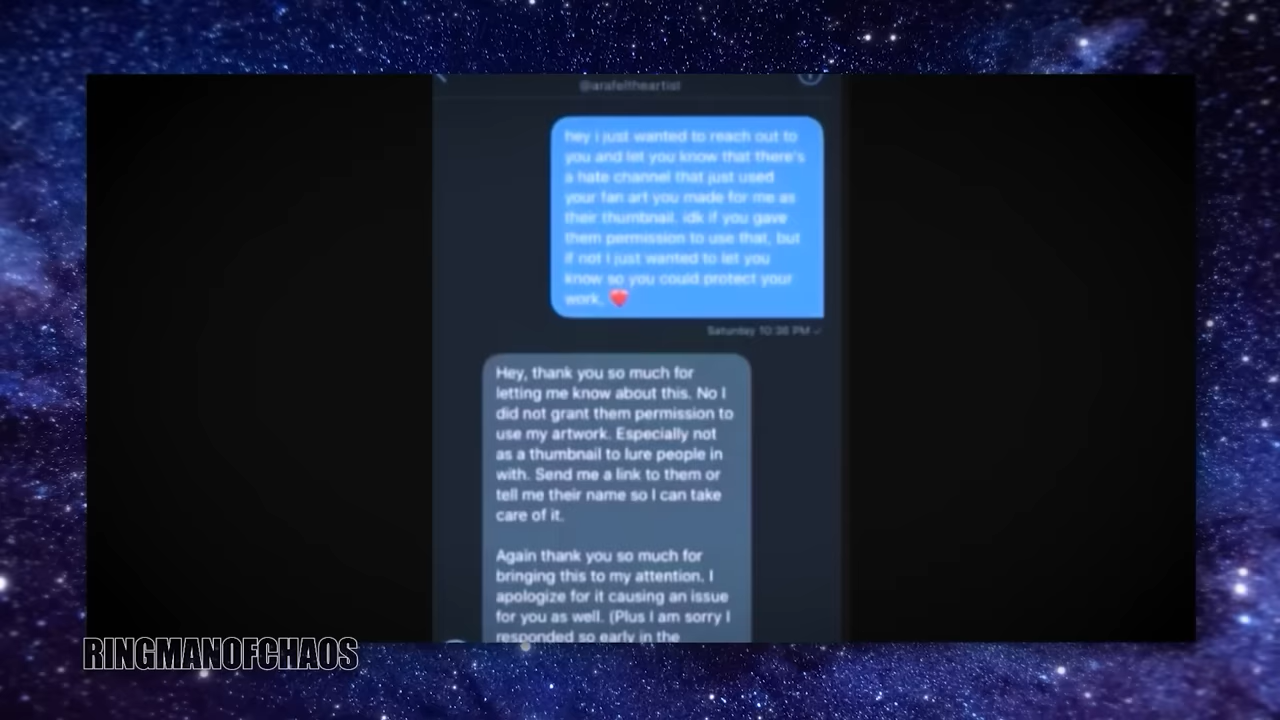 @arafeltheartist
hey i just wanted to reach out to
you and let you know that there's
a hate channel that just used
your fan art you made for me as
their thumbnail. idk if you gave
them permission to use that, but
if not i just wanted to let you
know so you could protect your
work. ❤️
Saturday 10:36 PM ✓
Hey, thank you so much for
letting me know about this. No I
did not grant them permission to
use my artwork. Especially not
as a thumbnail to lure people in
with. Send me a link to them or
tell me their name so I can take
care of it.
Again thank you so much for
bringing this to my attention. I
apologize for it causing an issue
for you as well. (Plus I am sorry I
responded so early in the
RINGMANOFCHAOS